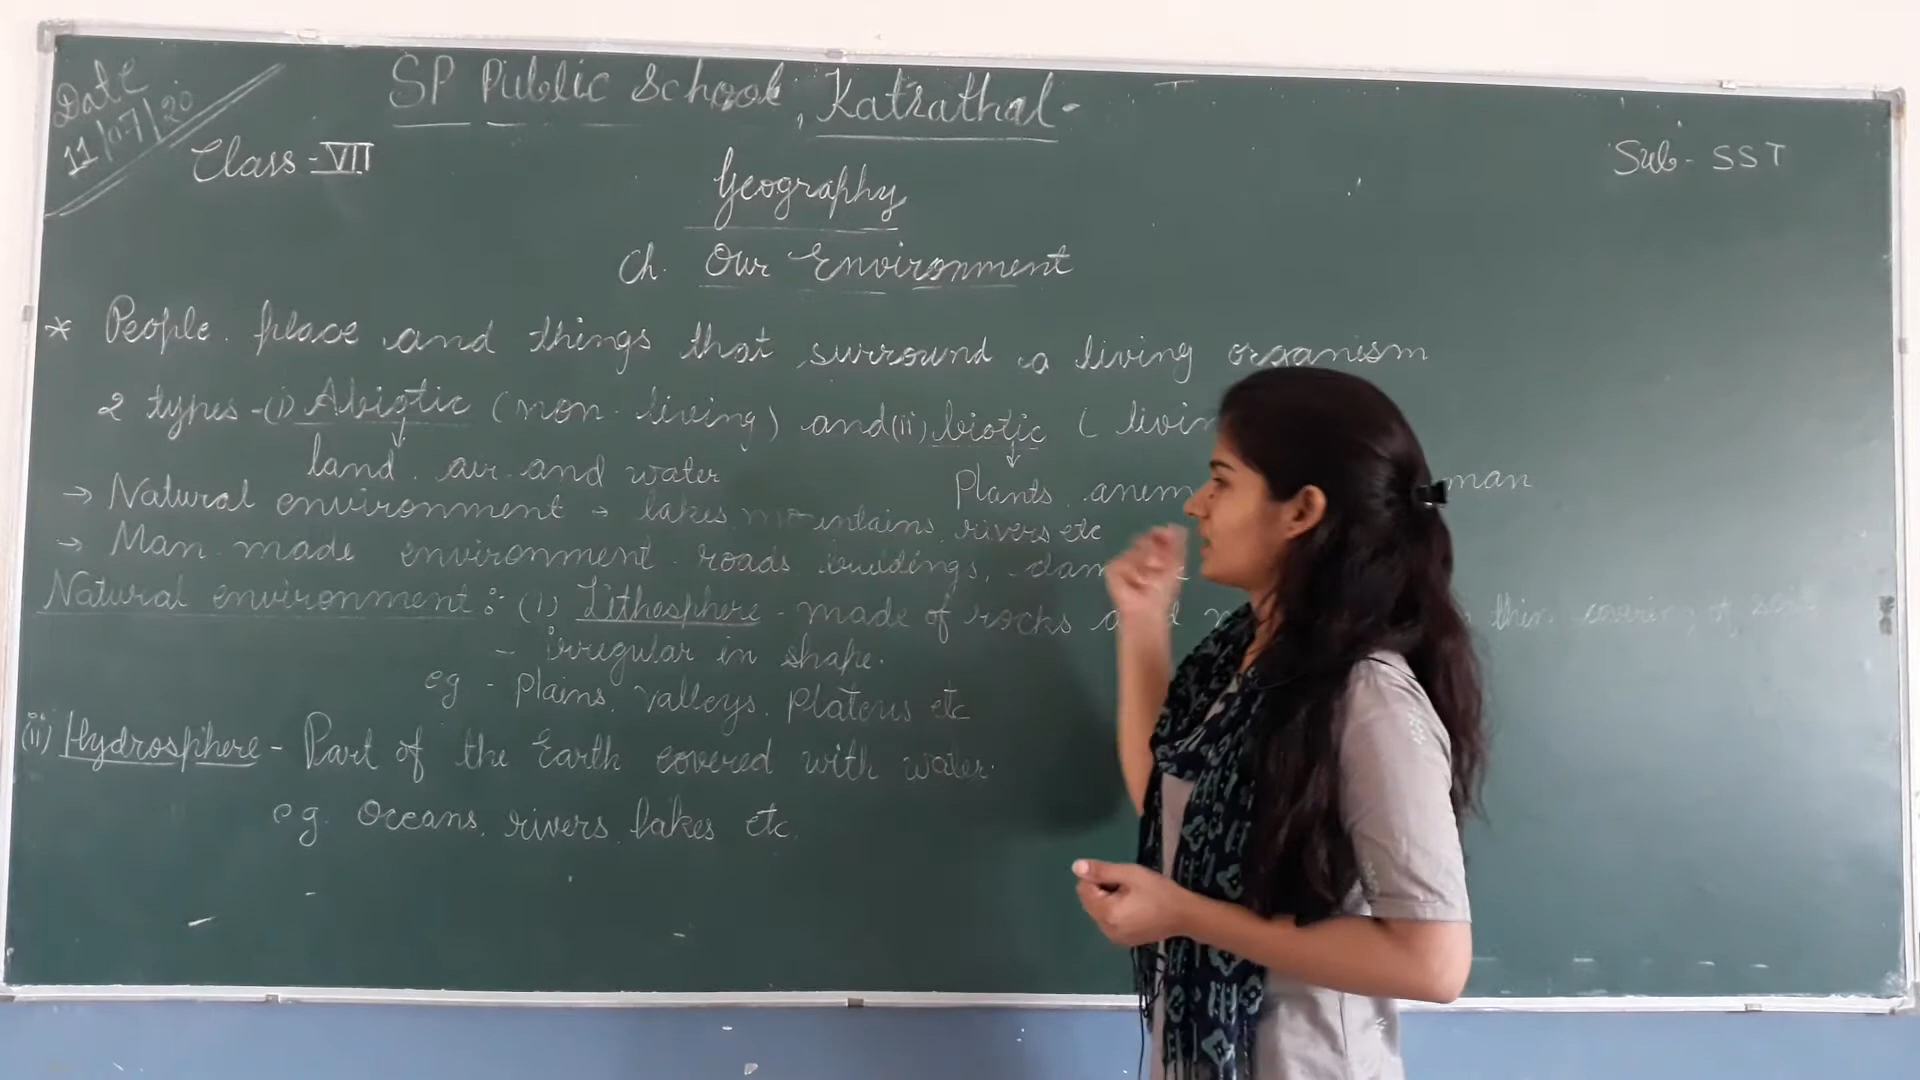 Date
11/07/20
SP Public School, Katrathal-
Class - VII
Sub - SST
Geography
Ch. Our Environment
* People. place and things that surround a living organism
2 types -(i) Abiotic (non-living) and (ii) biotic (
land. air and water
Plants. man
→ Natural environment → lakes, mountains, rivers etc
→ Man made environment - roads buildings,
Natural environment :- (i) Lithosphere - made of rocks thin covering of soil
- irregular in shape.
eg - Plains, valleys, Plateus etc
(ii) Hydrosphere - Part of the Earth covered with water.
eg. Oceans, rivers, lakes etc.